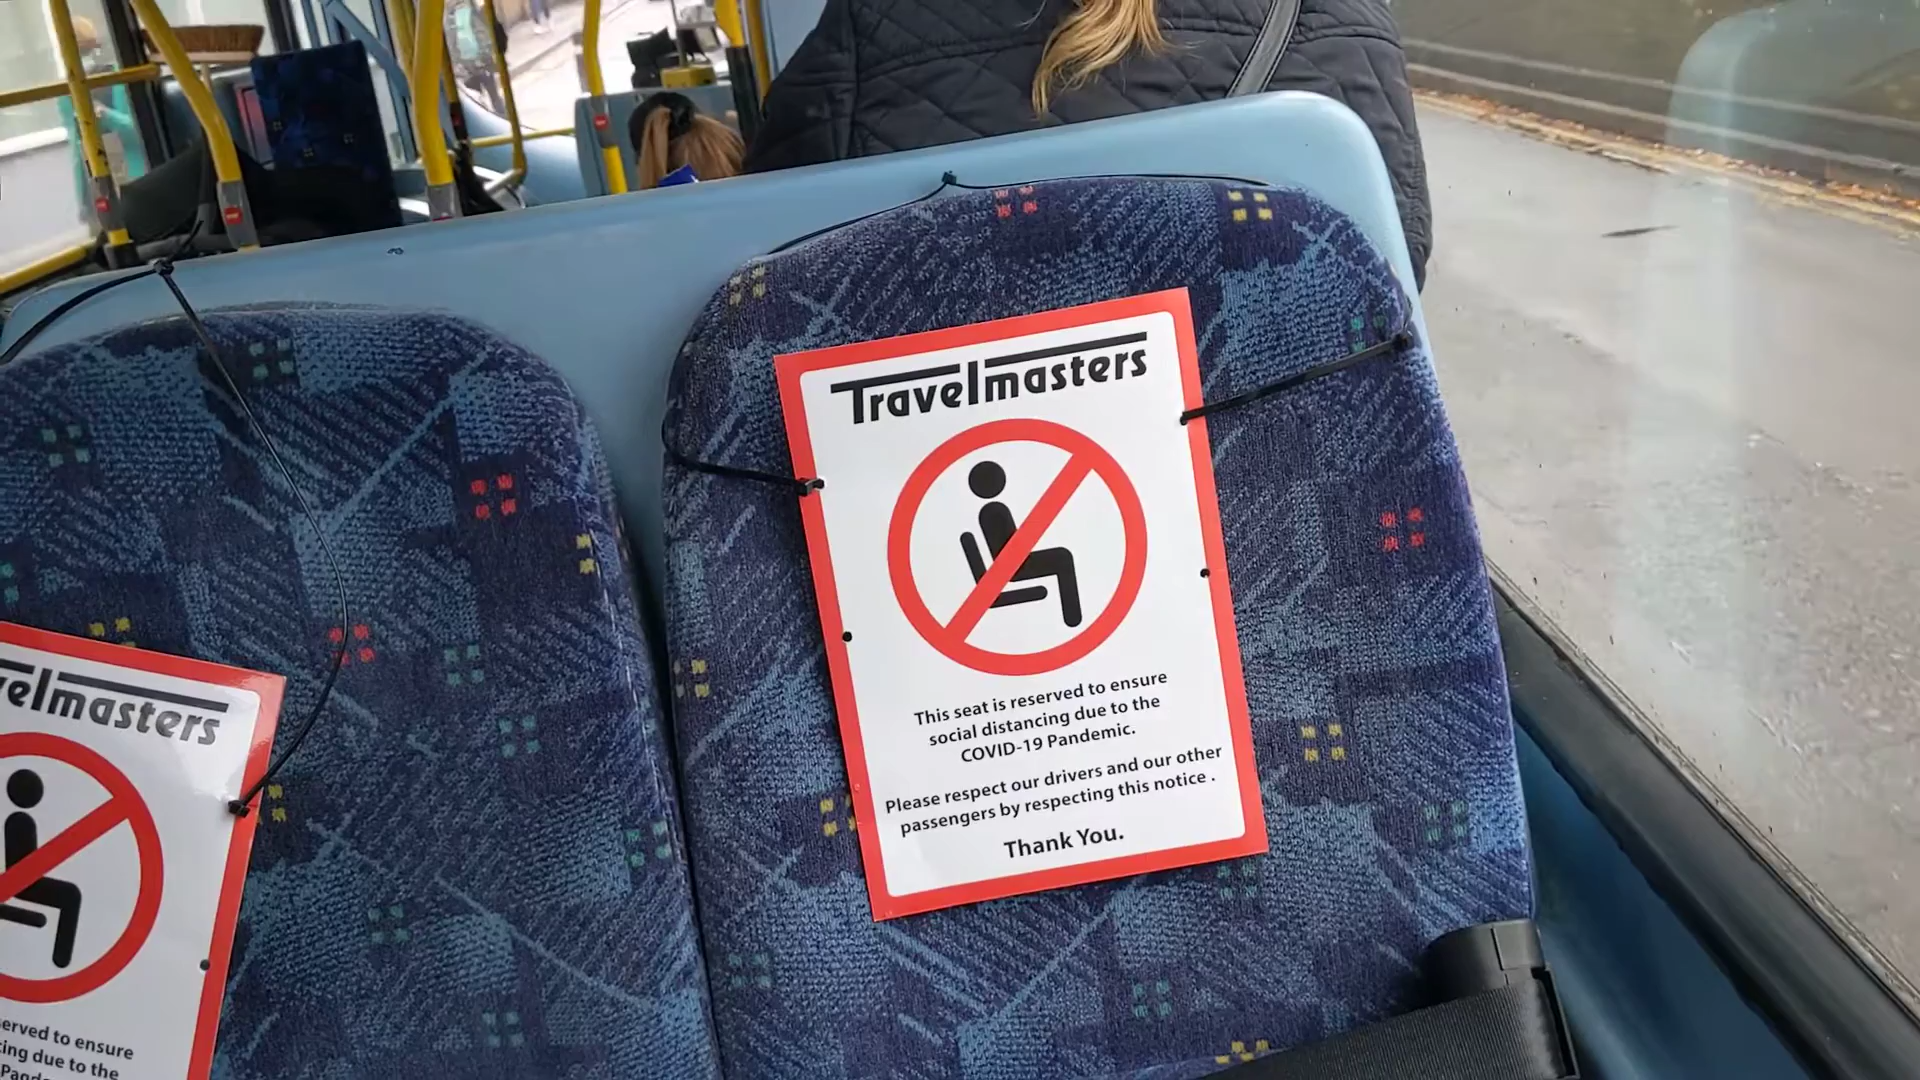 Travelmasters
This seat is reserved to ensure
social distancing due to the
COVID-19 Pandemic.
Please respect our drivers and our other
passengers by respecting this notice .
Thank You.
velmasters
erved to ensure
ing due to the